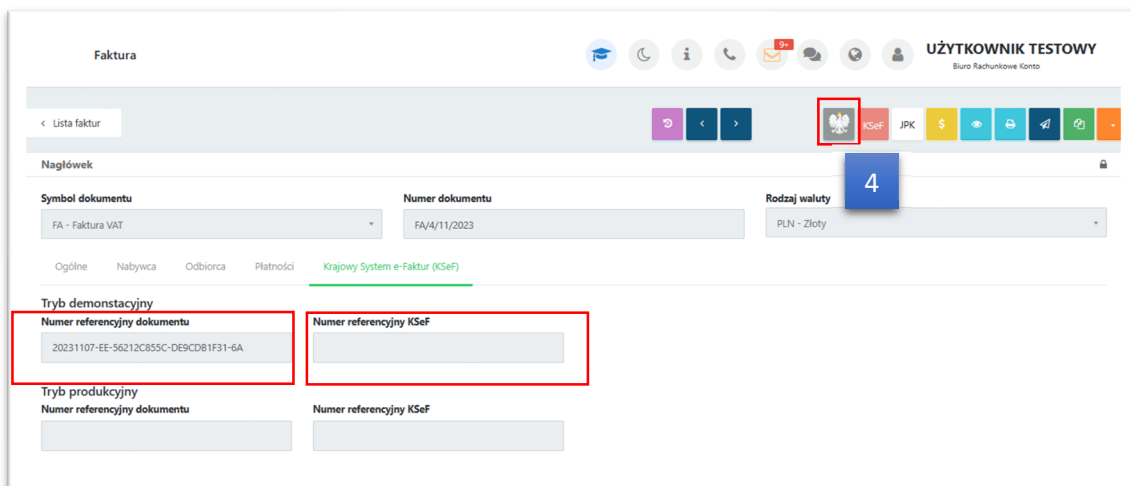 Faktura
9+
UŻYTKOWNIK TESTOWY
Biuro Rachunkowe Konto
< Lista faktur
< >
KSeF JPK $
4
Nagłówek
Symbol dokumentu Numer dokumentu Rodzaj waluty
FA - Faktura VAT FA/4/11/2023 PLN - Złoty
Ogólne Nabywca Odbiorca Płatności Krajowy System e-Faktur (KSeF)
Tryb demonstacyjny
Numer referencyjny dokumentu Numer referencyjny KSeF
20231107-EE-56212C855C-DE9CDB1F31-6A
Tryb produkcyjny
Numer referencyjny dokumentu Numer referencyjny KSeF